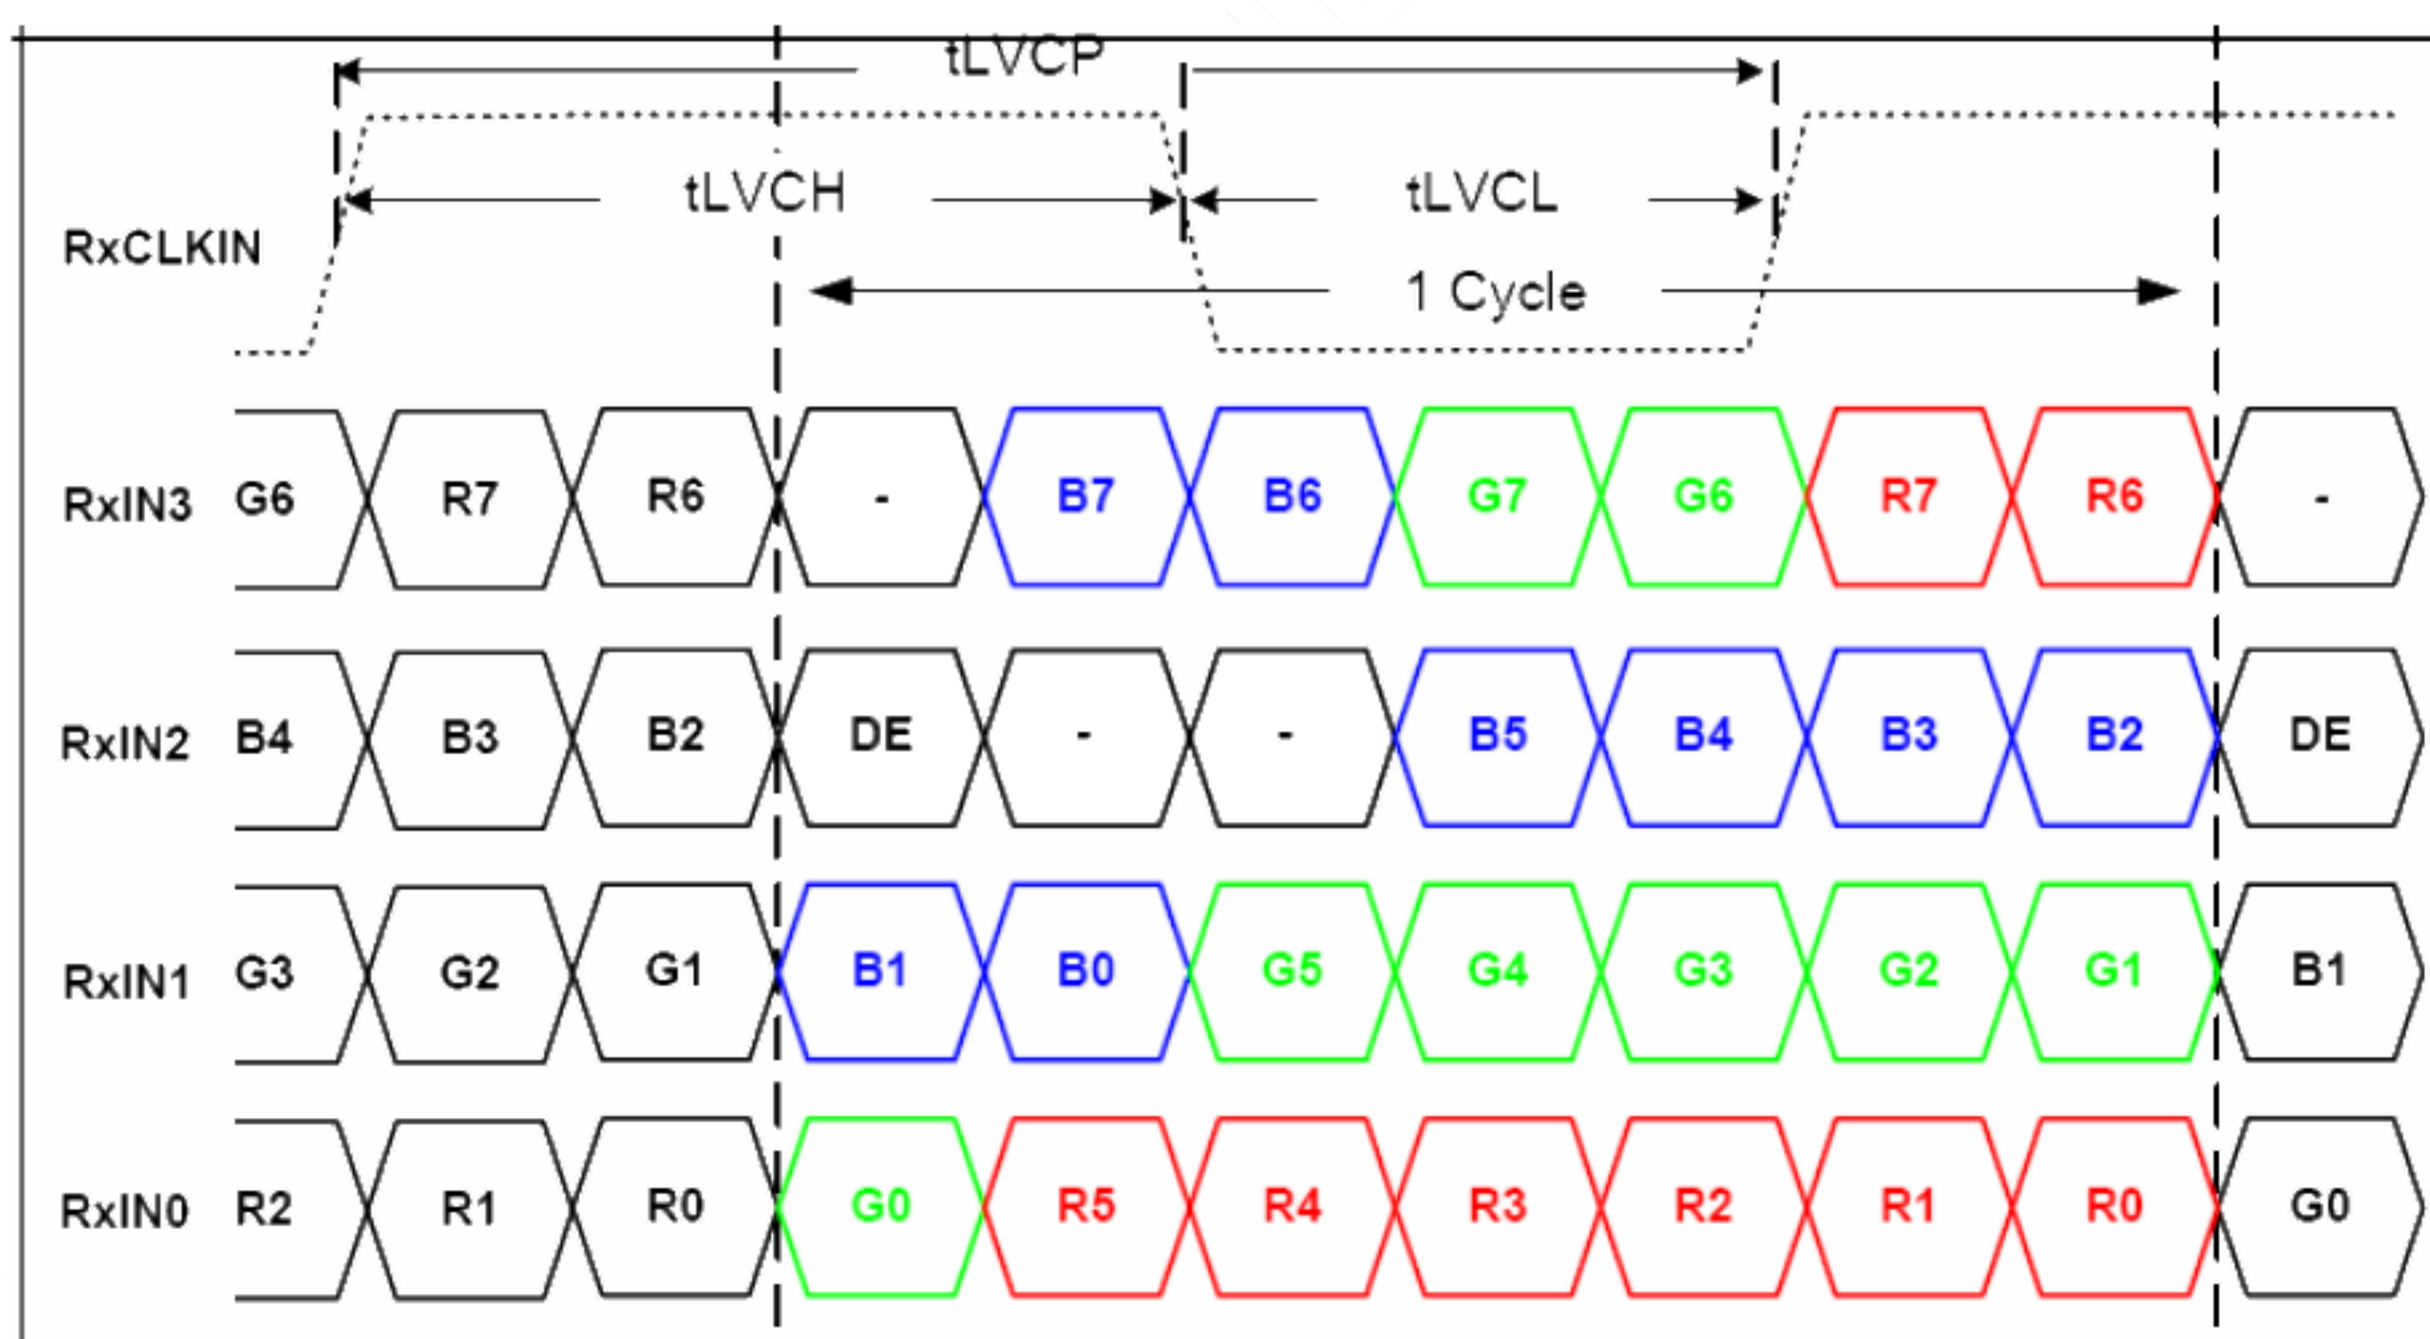 tLVCP
tLVCH tLVCL
RxCLKIN
1 Cycle
RxIN3 G6 R7 R6 - B7 B6 G7 G6 R7 R6 -
RxIN2 B4 B3 B2 DE - - B5 B4 B3 B2 DE
RxIN1 G3 G2 G1 B1 B0 G5 G4 G3 G2 G1 B1
RxIN0 R2 R1 R0 G0 R5 R4 R3 R2 R1 R0 G0